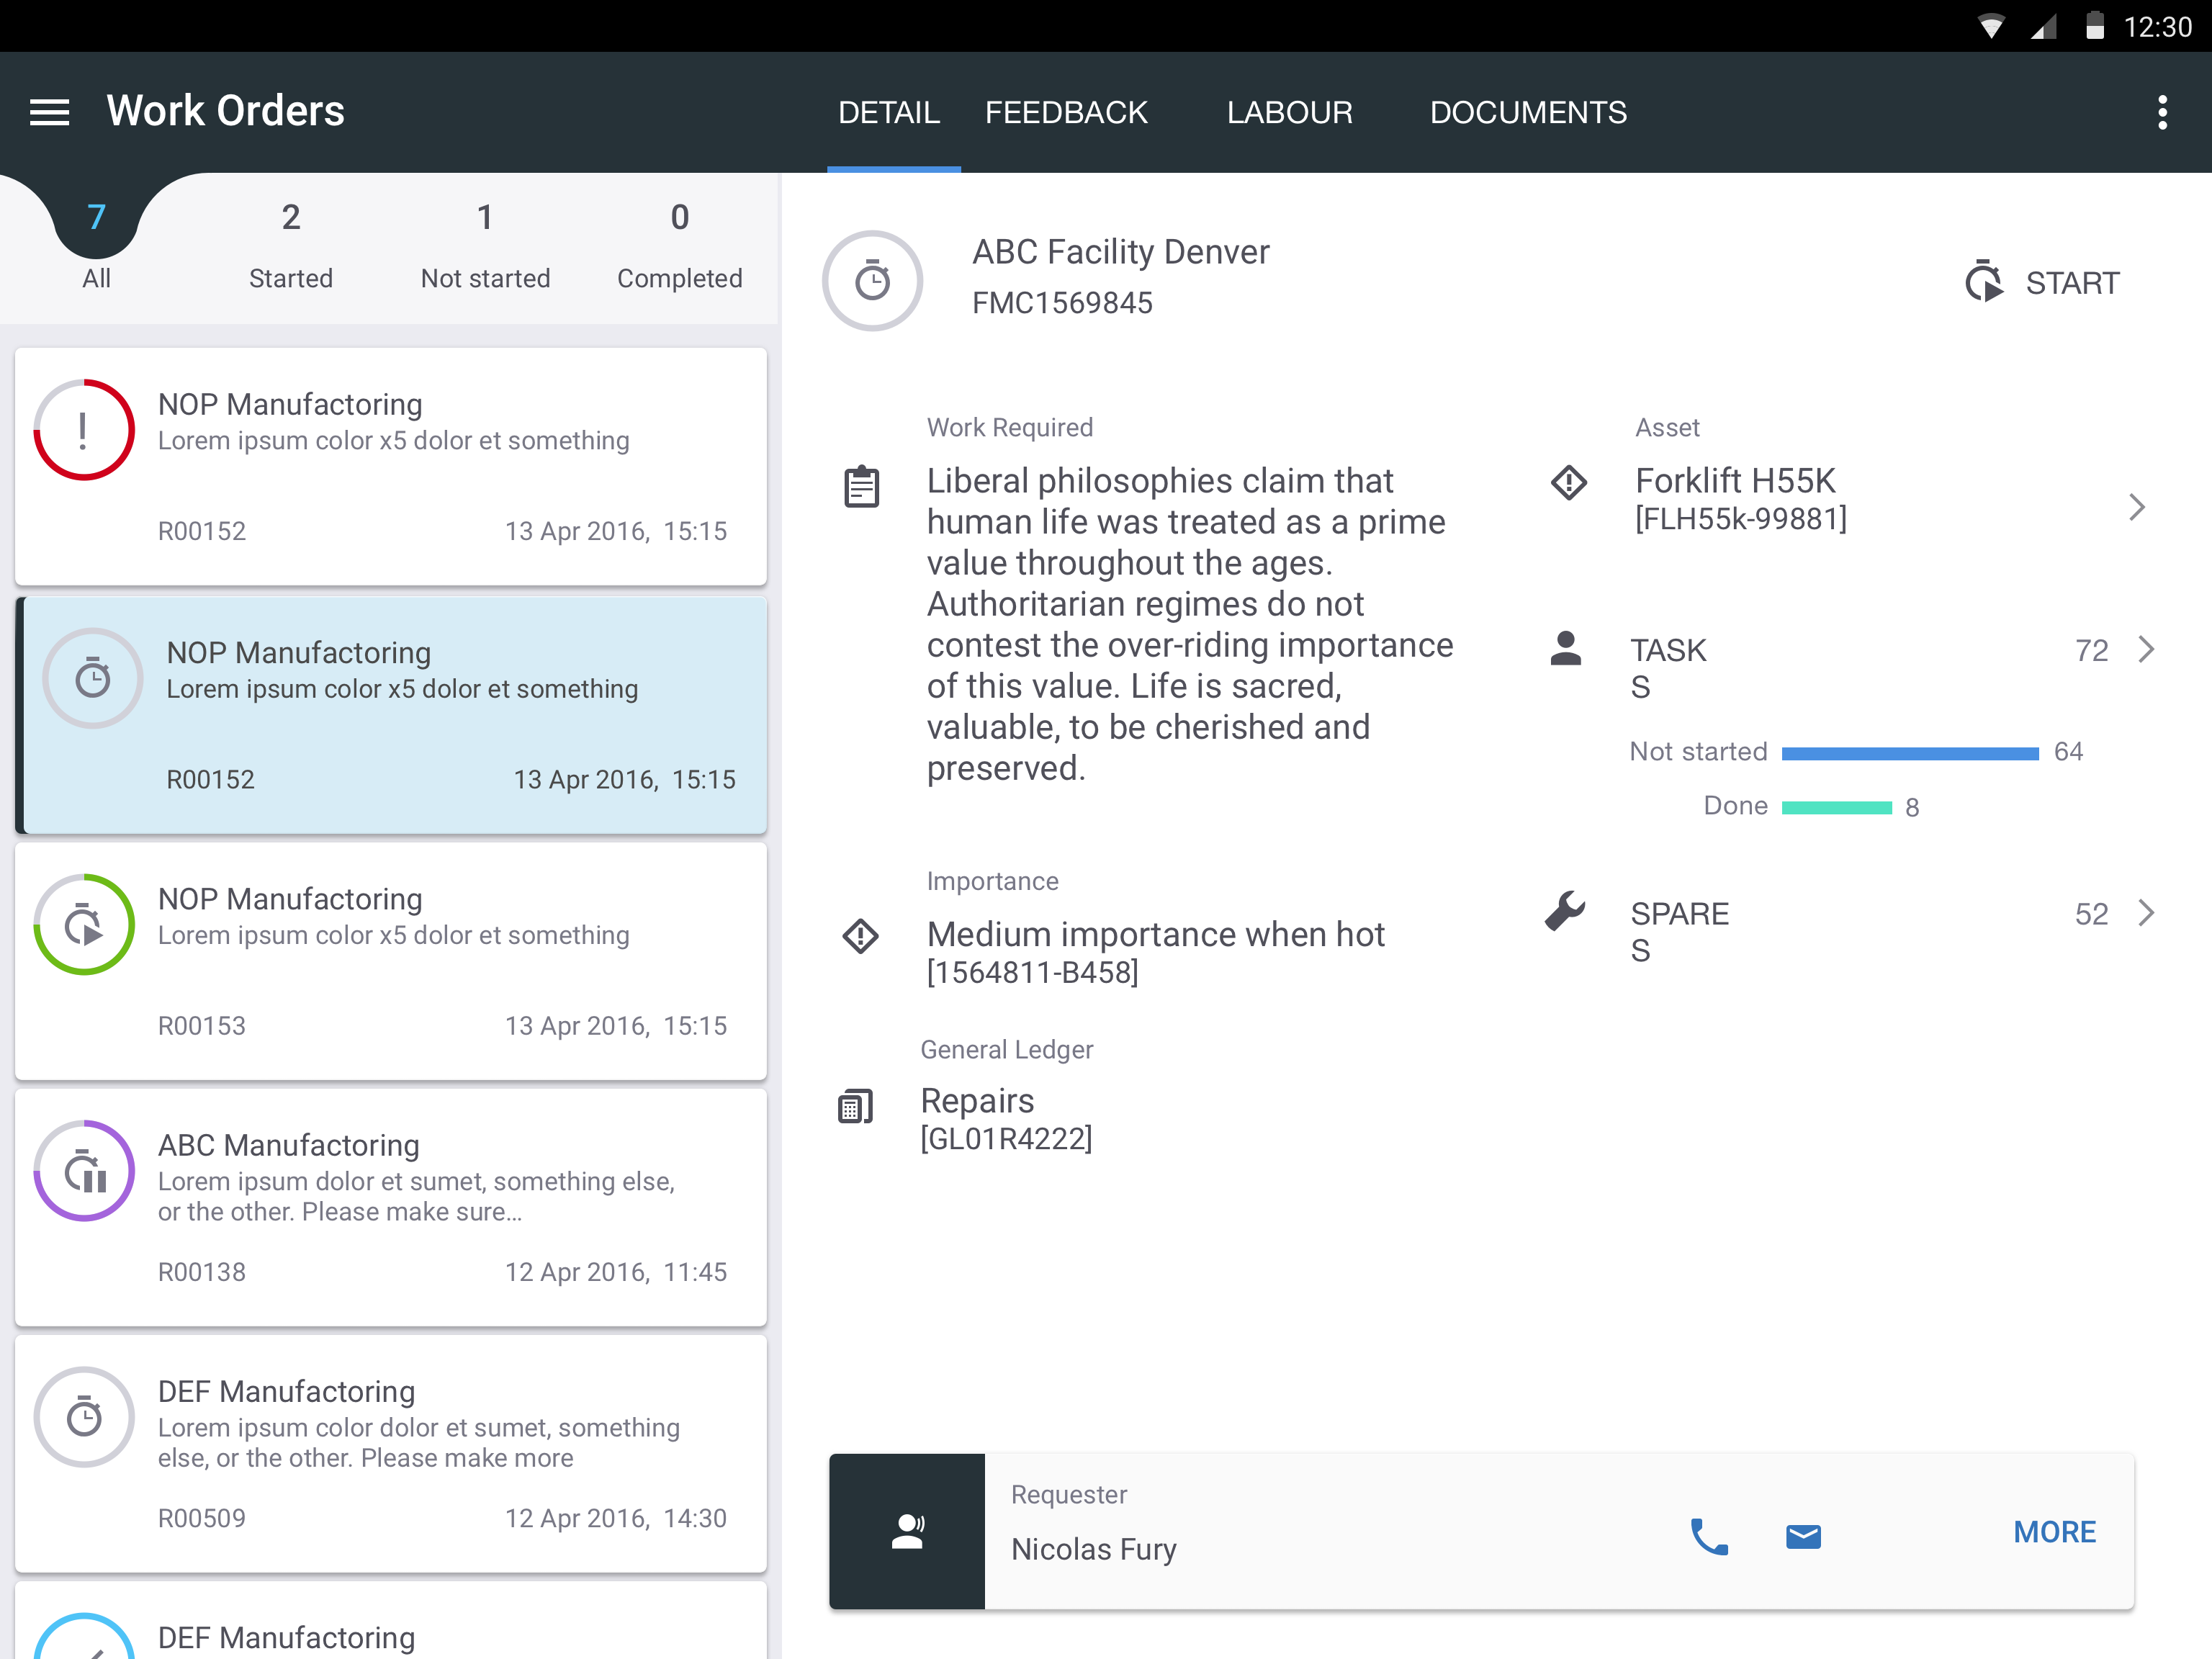 12:30
Work Orders
DETAIL
FEEDBACK
LABOUR
DOCUMENTS
7
All
2
Started
1
Not started
0
Completed
NOP Manufactoring
Lorem ipsum color x5 dolor et something
R00152
13 Apr 2016, 15:15
NOP Manufactoring
Lorem ipsum color x5 dolor et something
R00152
13 Apr 2016, 15:15
NOP Manufactoring
Lorem ipsum color x5 dolor et something
R00153
13 Apr 2016, 15:15
ABC Manufactoring
Lorem ipsum dolor et sumet, something else,
or the other. Please make sure...
R00138
12 Apr 2016, 11:45
DEF Manufactoring
Lorem ipsum color dolor et sumet, something
else, or the other. Please make more
R00509
12 Apr 2016, 14:30
DEF Manufactoring
ABC Facility Denver
FMC1569845
START
Work Required
Liberal philosophies claim that
human life was treated as a prime
value throughout the ages.
Authoritarian regimes do not
contest the over-riding importance
of this value. Life is sacred,
valuable, to be cherished and
preserved.
Importance
Medium importance when hot
[1564811-B458]
General Ledger
Repairs
[GL01R4222]
Asset
Forklift H55K
[FLH55k-99881]
TASK
S
72
Not started 64
Done 8
SPARE
S
52
Requester
Nicolas Fury
MORE